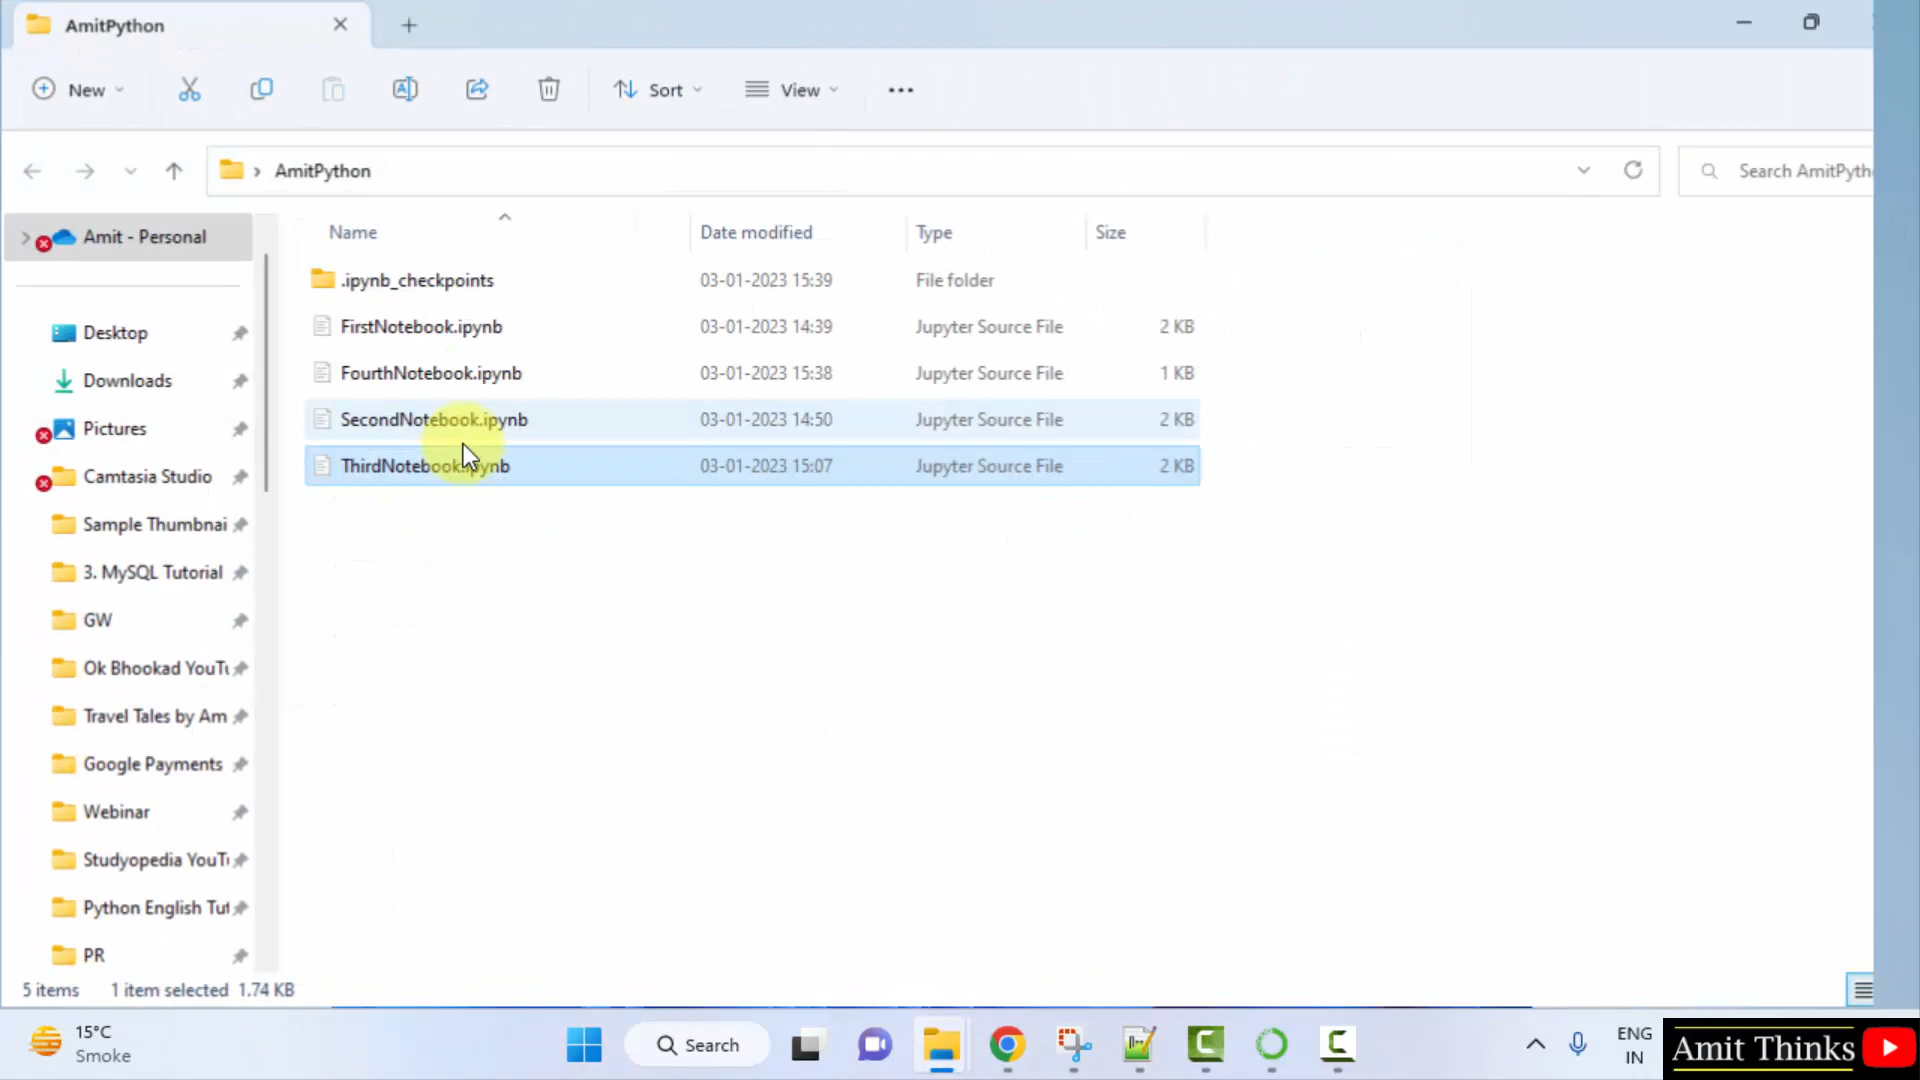 AmitPython
New
Sort
View
AmitPython
Search AmitPyth
Amit - Personal
Name
Date modified
Type
Size
.ipynb_checkpoints 03-01-2023 15:39 File folder
FirstNotebook.ipynb 03-01-2023 14:39 Jupyter Source File 2 KB
FourthNotebook.ipynb 03-01-2023 15:38 Jupyter Source File 1 KB
SecondNotebook.ipynb 03-01-2023 14:50 Jupyter Source File 2 KB
ThirdNotebook.ipynb 03-01-2023 15:07 Jupyter Source File 2 KB
Desktop
Downloads
Pictures
Camtasia Studio
Sample Thumbnai
3. MySQL Tutorial
GW
Ok Bhookad YouTu
Travel Tales by Am
Google Payments
Webinar
Studyopedia YouTu
Python English Tut
PR
5 items 1 item selected 1.74 KB
15°C
Smoke
Search
ENG
IN
Amit Thinks